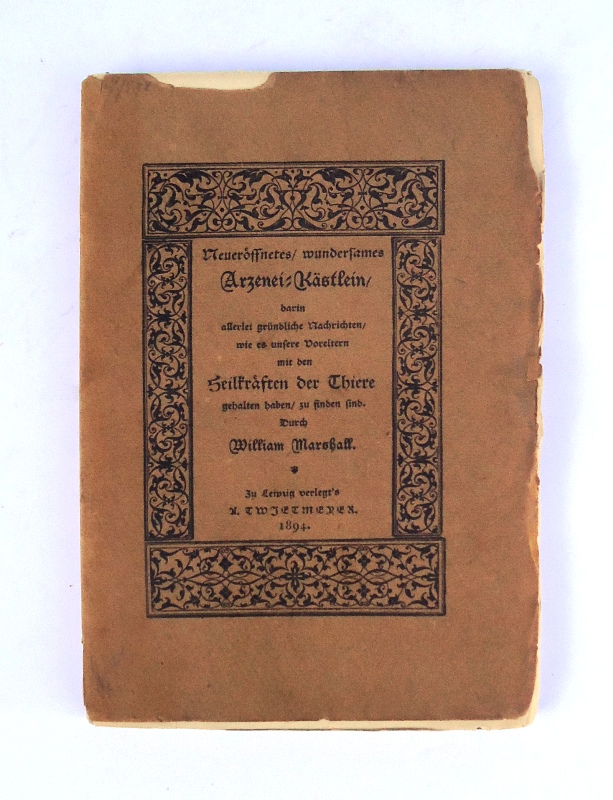 Neueröffnetes/ wundersames
Arzenei-Kästlein/
darin
allerlei gründliche Nachrichten/
wie es unsere Voreltern
mit den
Heilkräften der Thiere
gehalten haben/ zu finden sind.
Durch
William Marshall.
Zu Leipzig verlegt's
A. TWIETMEYER.
1894.